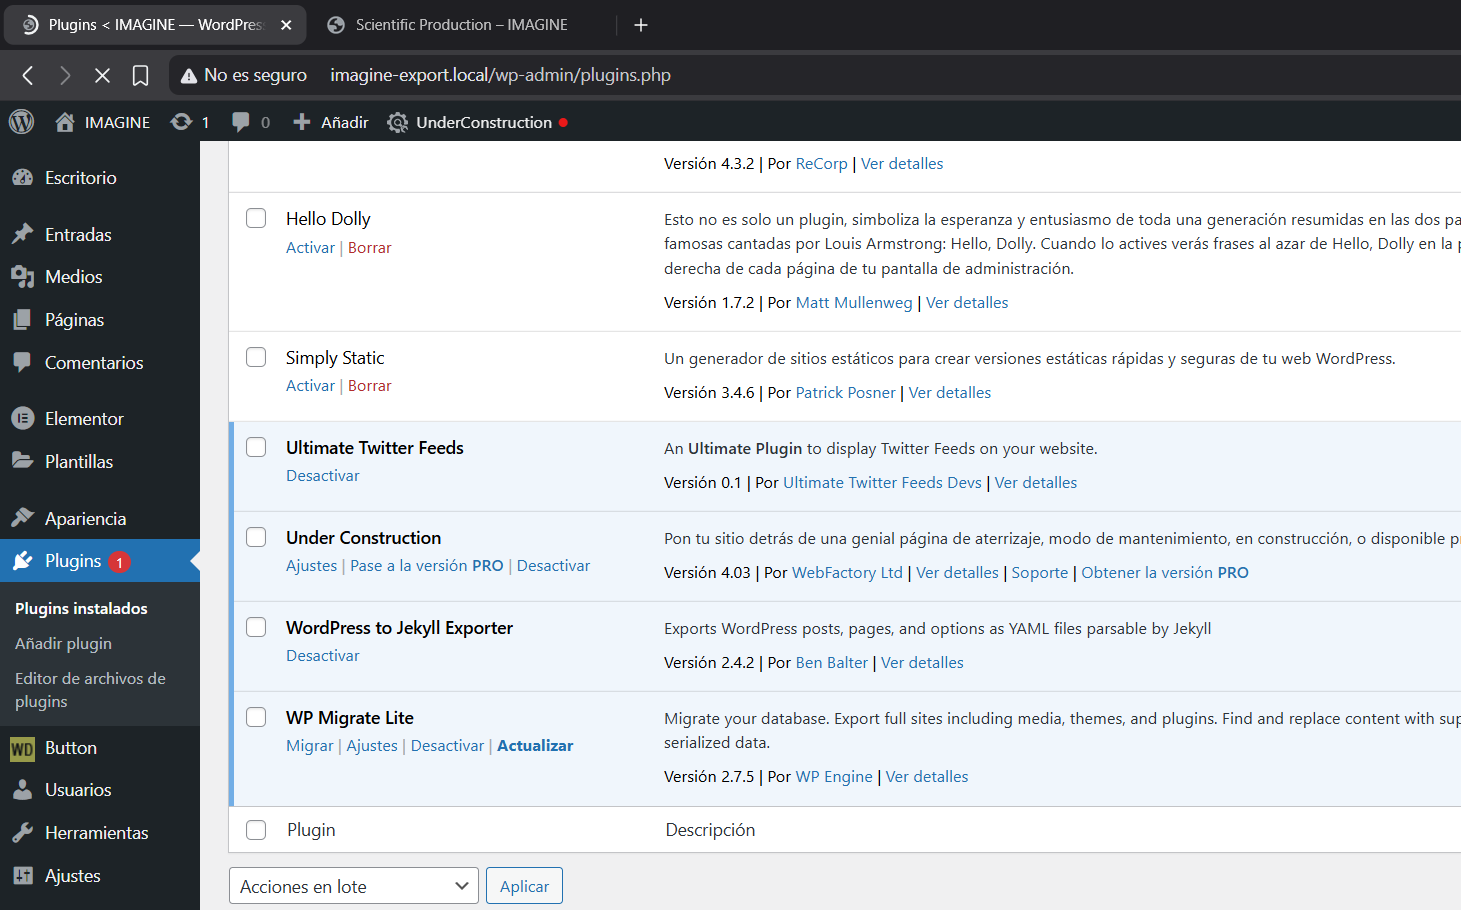 Plugins < IMAGINE — WordPres
Scientific Production – IMAGINE
No es seguro
imagine-export.local/wp-admin/plugins.php
IMAGINE
1
0
Añadir
UnderConstruction
Escritorio
Entradas
Medios
Páginas
Comentarios
Elementor
Plantillas
Apariencia
Plugins 1
Plugins instalados
Añadir plugin
Editor de archivos de
plugins
WD Button
Usuarios
Herramientas
Ajustes
Versión 4.3.2 | Por ReCorp | Ver detalles
Hello Dolly
Activar | Borrar
Esto no es solo un plugin, simboliza la esperanza y entusiasmo de toda una generación resumidas en las dos pa
famosas cantadas por Louis Armstrong: Hello, Dolly. Cuando lo actives verás frases al azar de Hello, Dolly en la p
derecha de cada página de tu pantalla de administración.
Versión 1.7.2 | Por Matt Mullenweg | Ver detalles
Simply Static
Activar | Borrar
Un generador de sitios estáticos para crear versiones estáticas rápidas y seguras de tu web WordPress.
Versión 3.4.6 | Por Patrick Posner | Ver detalles
Ultimate Twitter Feeds
Desactivar
An Ultimate Plugin to display Twitter Feeds on your website.
Versión 0.1 | Por Ultimate Twitter Feeds Devs | Ver detalles
Under Construction
Ajustes | Pase a la versión PRO | Desactivar
Pon tu sitio detrás de una genial página de aterrizaje, modo de mantenimiento, en construcción, o disponible p
Versión 4.03 | Por WebFactory Ltd | Ver detalles | Soporte | Obtener la versión PRO
WordPress to Jekyll Exporter
Desactivar
Exports WordPress posts, pages, and options as YAML files parsable by Jekyll
Versión 2.4.2 | Por Ben Balter | Ver detalles
WP Migrate Lite
Migrar | Ajustes | Desactivar | Actualizar
Migrate your database. Export full sites including media, themes, and plugins. Find and replace content with sup
serialized data.
Versión 2.7.5 | Por WP Engine | Ver detalles
Plugin
Descripción
Acciones en lote
Aplicar